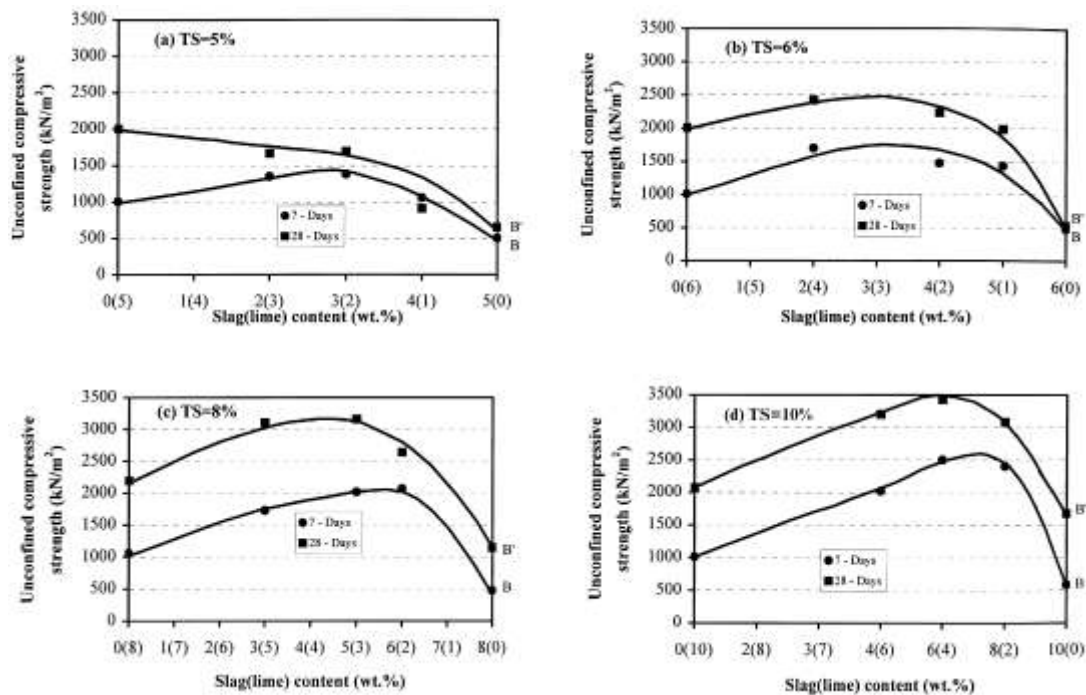 (a) TS=5%
Unconfined compressive
strength (kN/m²)
3500
3000
2500
2000
1500
1000
500
0
7 - Days
28 - Days
B'
B
0(5) 1(4) 2(3) 3(2) 4(1) 5(0)
Slag(lime) content (wt.%)
(b) TS=6%
Unconfined compressive
strength (kN/m²)
3500
3000
2500
2000
1500
1000
500
0
7 - Days
28 - Days
B'
B
0(6) 1(5) 2(4) 3(3) 4(2) 5(1) 6(0)
Slag(lime) content (wt.%)
(c) TS=8%
Unconfined compressive
strength (kN/m²)
3500
3000
2500
2000
1500
1000
500
0
7 - Days
28 - Days
B'
B
0(8) 1(7) 2(6) 3(5) 4(4) 5(3) 6(2) 7(1) 8(0)
Slag(lime) content (wt.%)
(d) TS=10%
Unconfined compressive
strength (kN/m²)
3500
3000
2500
2000
1500
1000
500
0
7 - Days
28 - Days
B'
B
0(10) 2(8) 3(7) 4(6) 6(4) 8(2) 10(0)
Slag(lime) content (wt.%)